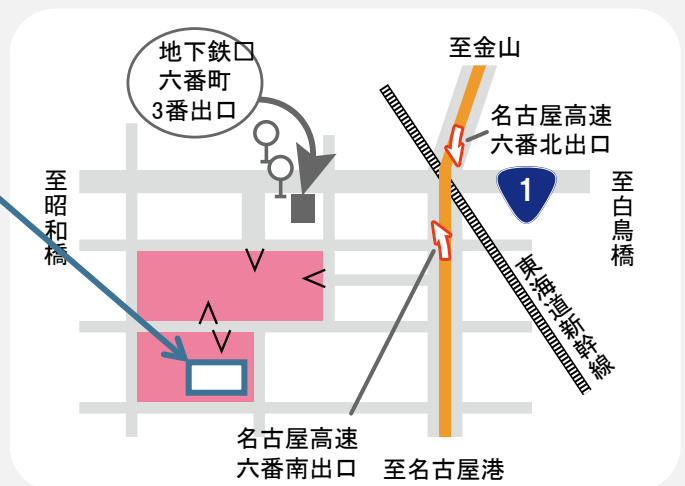 地下鉄口
六番町
3番出口
至金山
名古屋高速
六番北出口
1
至昭和橋
至白鳥橋
東海道新幹線
名古屋高速
六番南出口
至名古屋港